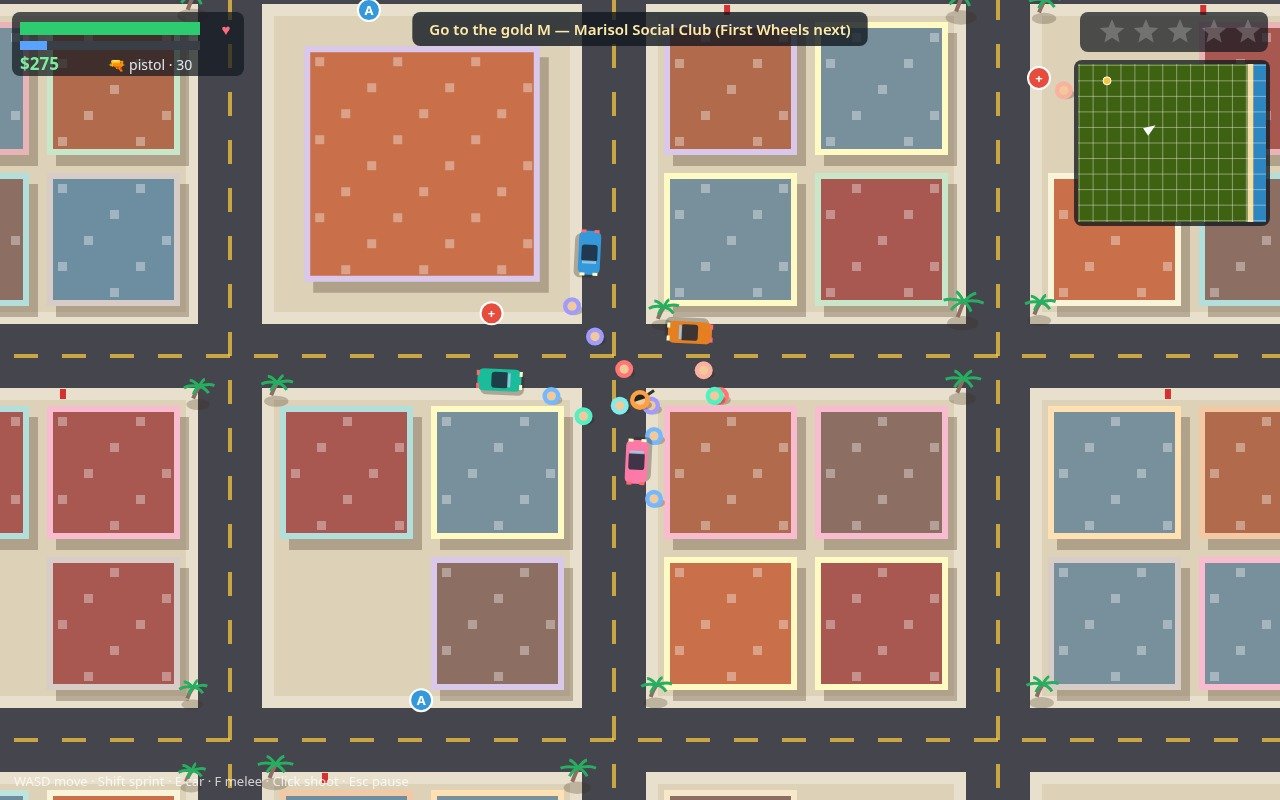 Go to the gold M — Marisol Social Club (First Wheels next)
$275
pistol · 30
A
A
WASD move · Shift sprint · E car · F melee · Click shoot · Esc pause